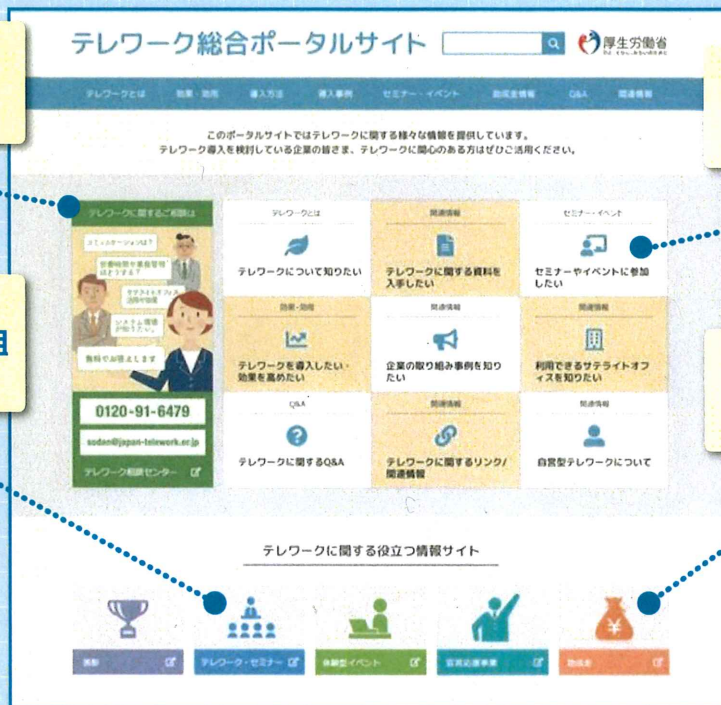 テレワーク総合ポータルサイト
厚生労働省
テレワークとは 効果・効用 導入方法 導入事例 セミナー・イベント 助成金情報 Q&A 関連情報
このポータルサイトではテレワークに関する様々な情報を提供しています。
テレワーク導入を検討している企業の皆さま、テレワークに関心のある方はぜひご活用ください。
テレワークに関するご相談は
コミュニケーションは？
労働時間や業務管理
はどうする？
サテライトオフィス
システム環境
が知りたい。
無料でお答えします
0120-91-6479
sodan@japan-telework.or.jp
テレワーク相談センター
テレワークとは
テレワークについて知りたい
関連情報
テレワークに関する資料を
入手したい
セミナー・イベント
セミナーやイベントに参加
したい
効果・効用
テレワークを導入したい・
効果を高めたい
関連情報
企業の取り組み事例を知り
たい
関連情報
利用できるサテライトオフ
ィスを知りたい
Q&A
テレワークに関するQ&A
関連情報
テレワークに関するリンク/
関連情報
関連情報
自営型テレワークについて
組
テレワークに関する役立つ情報サイト
表彰
テレワーク・セミナー
体験型イベント
宣言応援事業
助成金